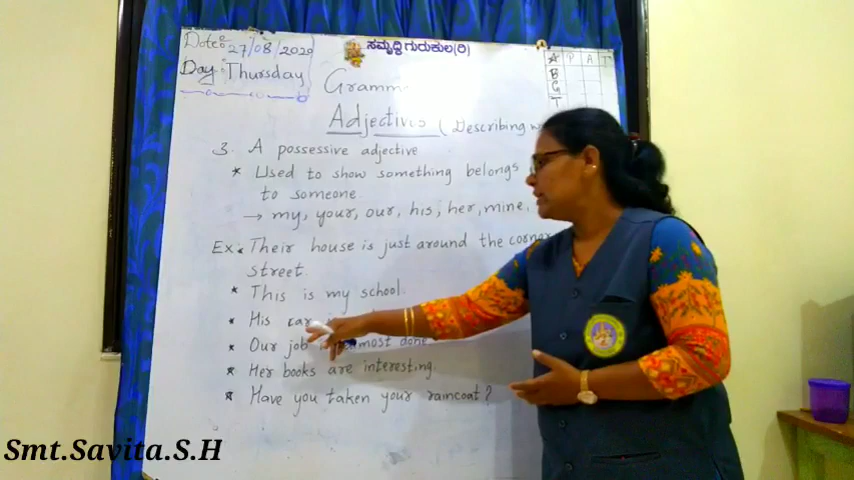 Date: 27/08/2020
Day: Thursday
ಸಮೃದ್ಧಿ ಗುರುಕುಲ (ರಿ)
A P A T
B
G
T
Adjectives (Describing
3. A possessive adjective
* Used to show something belongs
to someone
→ my, your, our, his, her, mine,
Ex: Their house is just around the corner
street.
* This is my school.
* His car
* Our job most done
* Her books are interesting.
* Have you taken your raincoat?
Smt.Savita.S.H